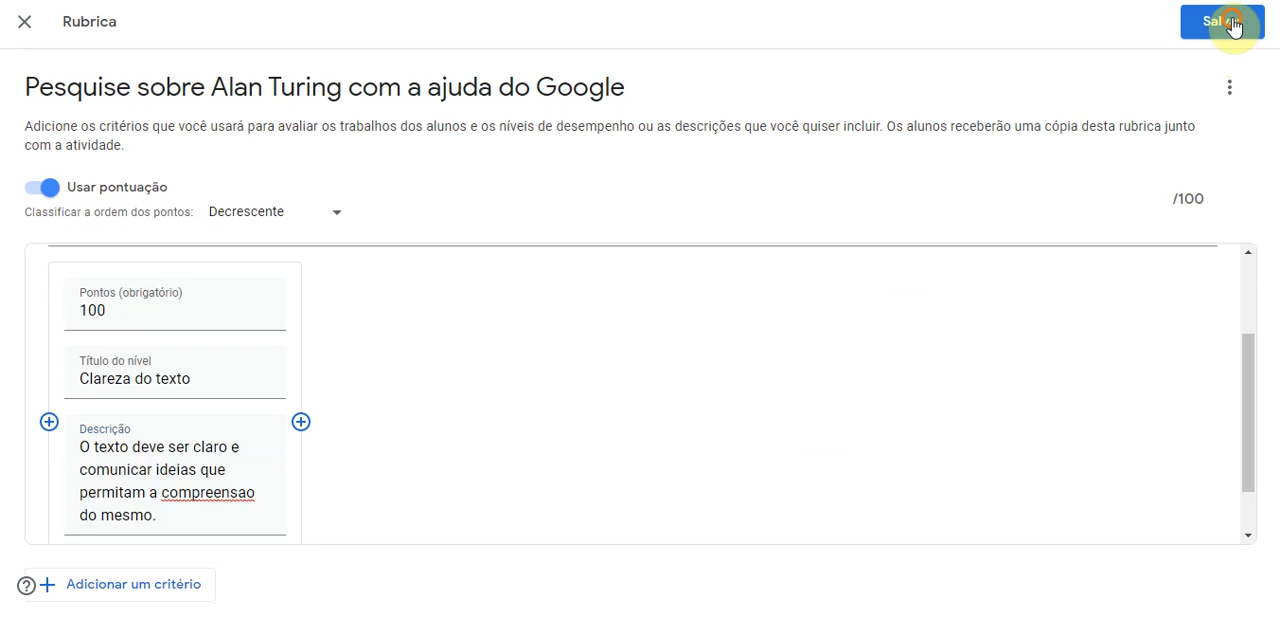 Rubrica
Pesquise sobre Alan Turing com a ajuda do Google
Adicione os critérios que você usará para avaliar os trabalhos dos alunos e os níveis de desempenho ou as descrições que você quiser incluir. Os alunos receberão uma cópia desta rubrica junto
com a atividade.
Usar pontuação
Classificar a ordem dos pontos: Decrescente
/100
Pontos (obrigatório)
100
Título do nível
Clareza do texto
Descrição
O texto deve ser claro e
comunicar ideias que
permitam a compreensao
do mesmo.
Adicionar um critério